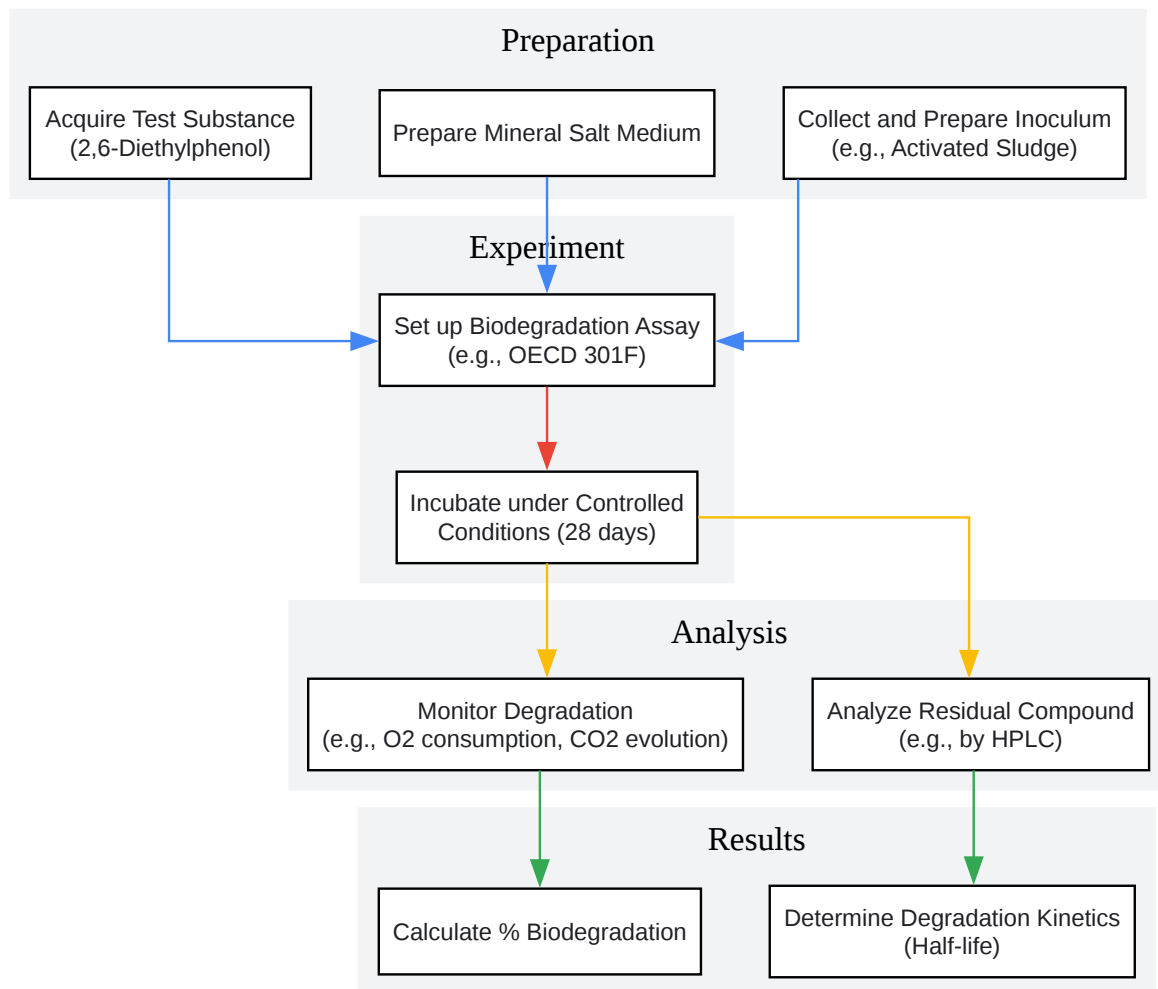 Preparation
Acquire Test Substance
(2,6-Diethylphenol)
Prepare Mineral Salt Medium
Collect and Prepare Inoculum
(e.g., Activated Sludge)
Experiment
Set up Biodegradation Assay
(e.g., OECD 301F)
Incubate under Controlled
Conditions (28 days)
Analysis
Monitor Degradation
(e.g., O2 consumption, CO2 evolution)
Analyze Residual Compound
(e.g., by HPLC)
Results
Calculate % Biodegradation
Determine Degradation Kinetics
(Half-life)